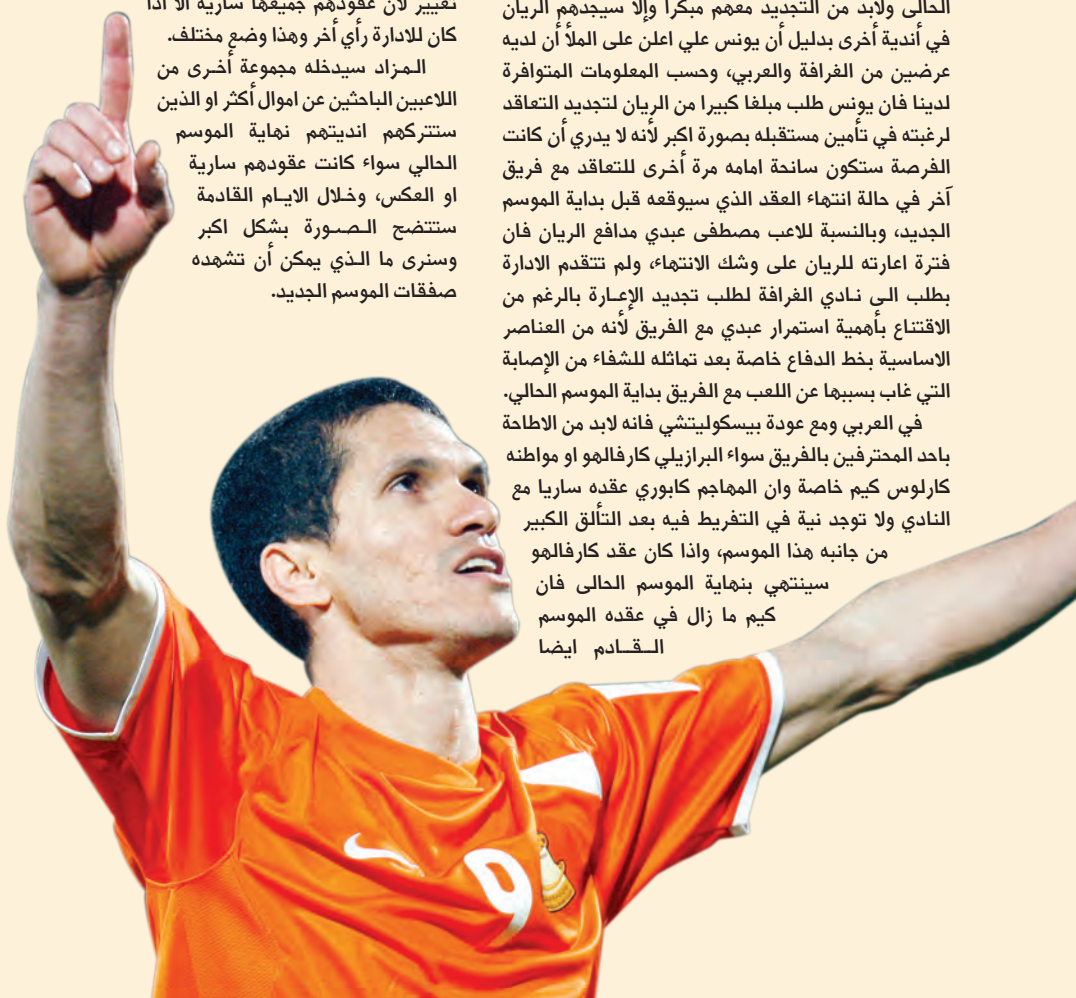 الحالى ولابد من التجديد معهم مبكرا وإلا سيجدهم الريان
في أندية أخرى بدليل أن يونس علي اعلن على الملأ أن لديه
عرضين من الغرافة والعربي، وحسب المعلومات المتوافرة
لدينا فان يونس طلب مبلغا كبيرا من الريان لتجديد التعاقد
لرغبته في تأمين مستقبله بصورة اكبر لأنه لا يدري أن كانت
الفرصة ستكون سانحة امامه مرة أخرى للتعاقد مع فريق
آخر في حالة انتهاء العقد الذي سيوقعه قبل بداية الموسم
الجديد، وبالنسبة للاعب مصطفى عبدي مدافع الريان فان
فترة اعارته للريان على وشك الانتهاء، ولم تتقدم الادارة
بطلب الى نادي الغرافة لطلب تجديد الإعارة بالرغم من
الاقتناع بأهمية استمرار عبدي مع الفريق لأنه من العناصر
الاساسية بخط الدفاع خاصة بعد تماثله للشفاء من الإصابة
التي غاب بسببها عن اللعب مع الفريق بداية الموسم الحالي.
في العربي ومع عودة بيسكوليتشي فانه لابد من الاطاحة
باحد المحترفين بالفريق سواء البرازيلي كارفالهو او مواطنه
كارلوس كيم خاصة وان المهاجم كابوري عقده ساريا مع
النادي ولا توجد نية في التفريط فيه بعد التألق الكبير
من جانبه هذا الموسم، واذا كان عقد كارفالهو
سينتهي بنهاية الموسم الحالى فان
كيم ما زال في عقده الموسم
القادم ايضا
تغيير لأن عقودهم جميعها سارية الا اذا
كان للادارة رأي أخر وهذا وضع مختلف.
المزاد سيدخله مجموعة أخرى من
اللاعبين الباحثين عن اموال أكثر او الذين
ستتركهم انديتهم نهاية الموسم
الحالي سواء كانت عقودهم سارية
او العكس، وخلال الايام القادمة
ستتضح الصورة بشكل اكبر
وسنرى ما الذي يمكن أن تشهده
صفقات الموسم الجديد.
9